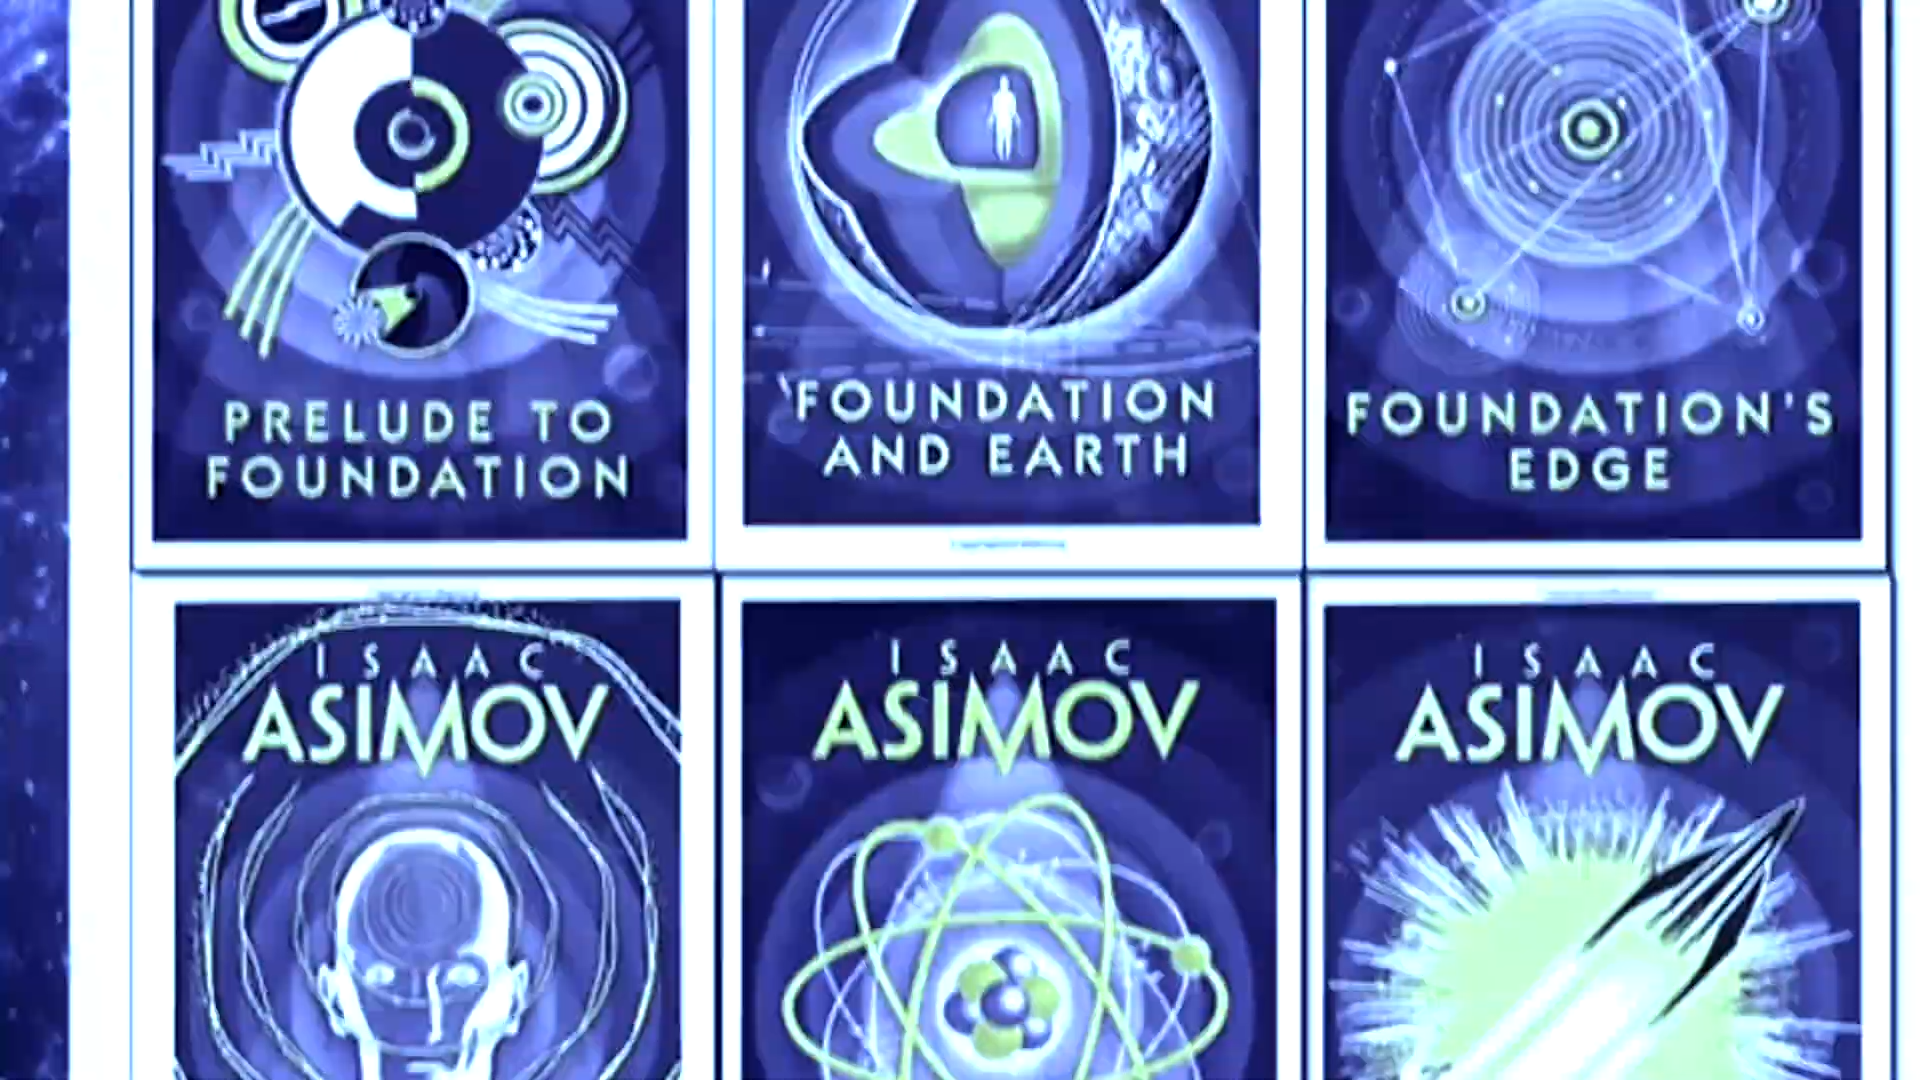 PRELUDE TO
FOUNDATION
FOUNDATION
AND EARTH
FOUNDATION'S
EDGE
ISAAC
ASIMOV
ISAAC
ASIMOV
ISAAC
ASIMOV